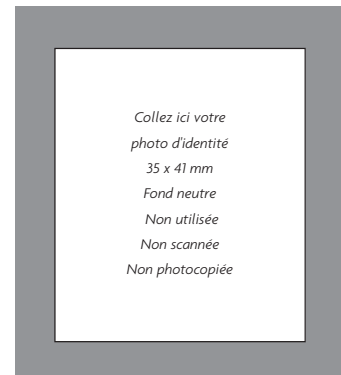 Collez ici votre
photo d'identité
35 x 41 mm
Fond neutre
Non utilisée
Non scannée
Non photocopiée